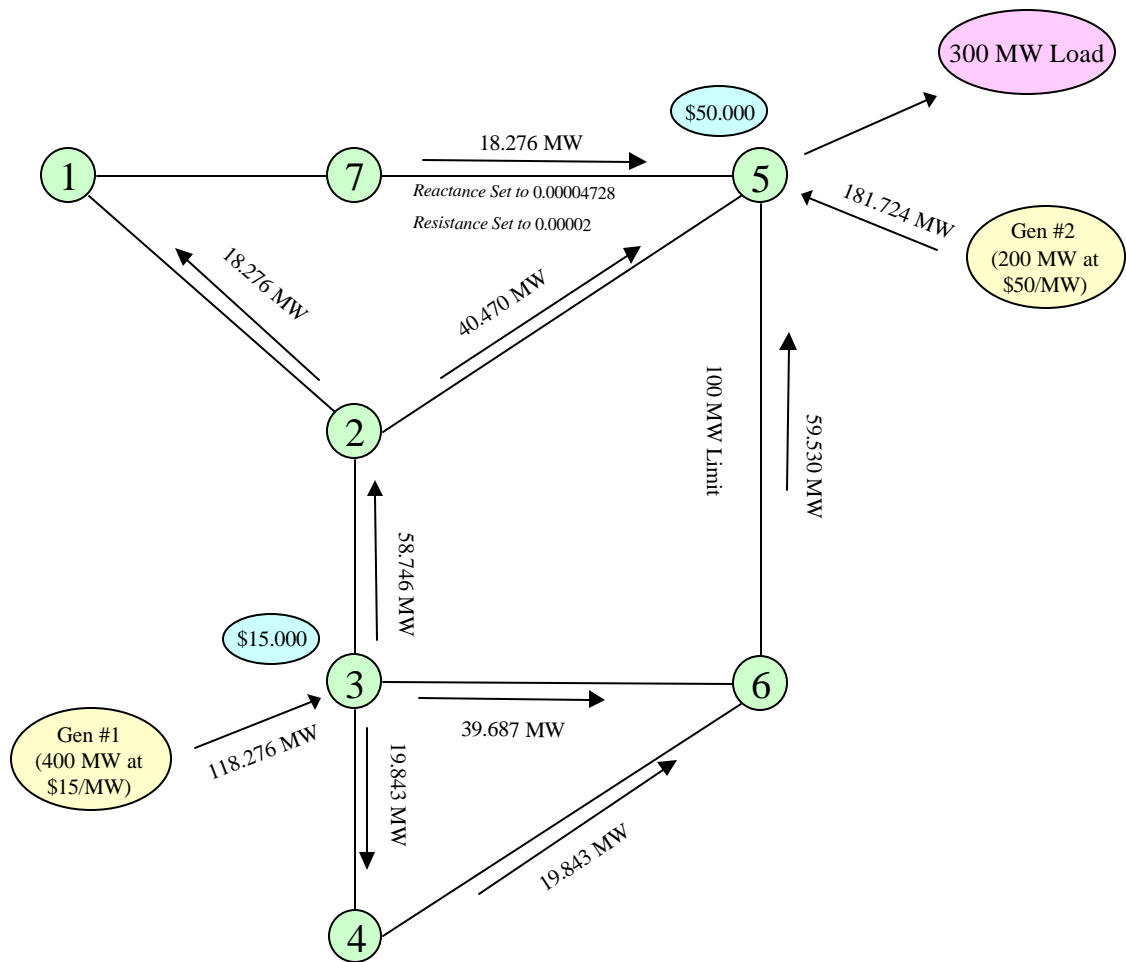 300 MW Load
$50.000
18.276 MW
1
7
5
Reactance Set to 0.00004728
Resistance Set to 0.00002
181.724 MW
Gen #2
(200 MW at
$50/MW)
18.276 MW
40.470 MW
2
100 MW Limit
59.530 MW
58.746 MW
$15.000
3
6
39.687 MW
Gen #1
(400 MW at
$15/MW)
118.276 MW
19.843 MW
19.843 MW
4